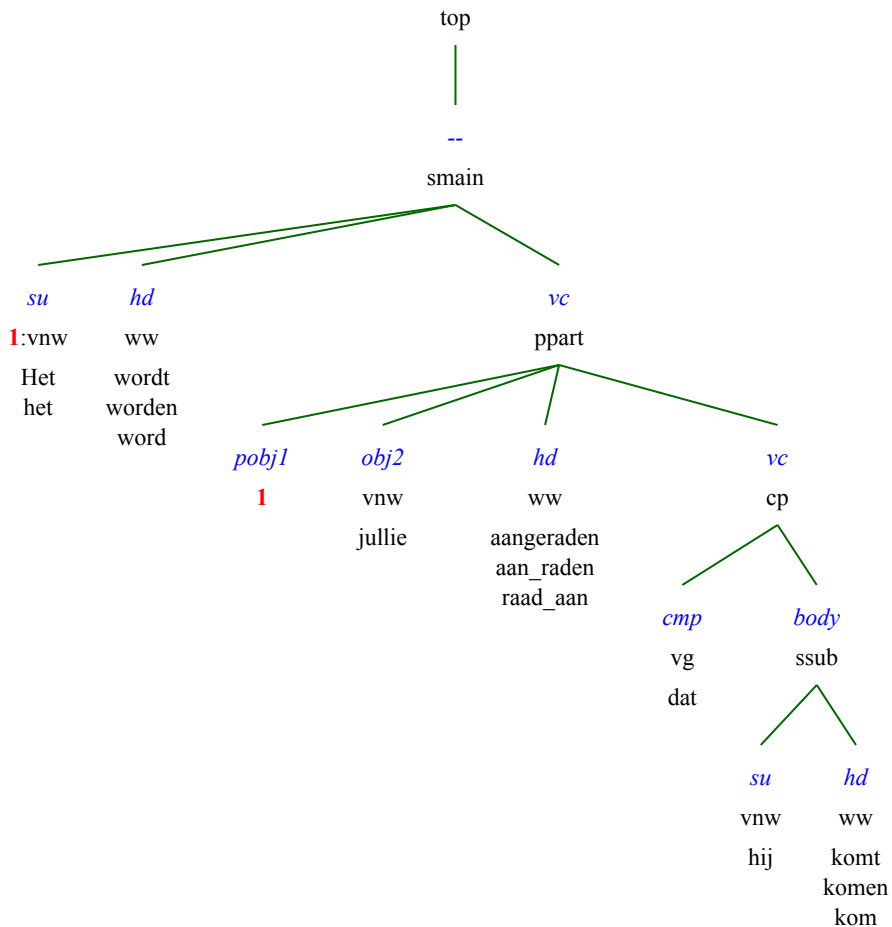 top
--
smain
su hd vc
1:vnw ww ppart
Het wordt
het worden
word
pobj1 obj2 hd vc
1 vnw ww cp
jullie aangeraden
aan_raden
raad_aan
cmp body
vg ssub
dat
su hd
vnw ww
hij komt
komen
kom